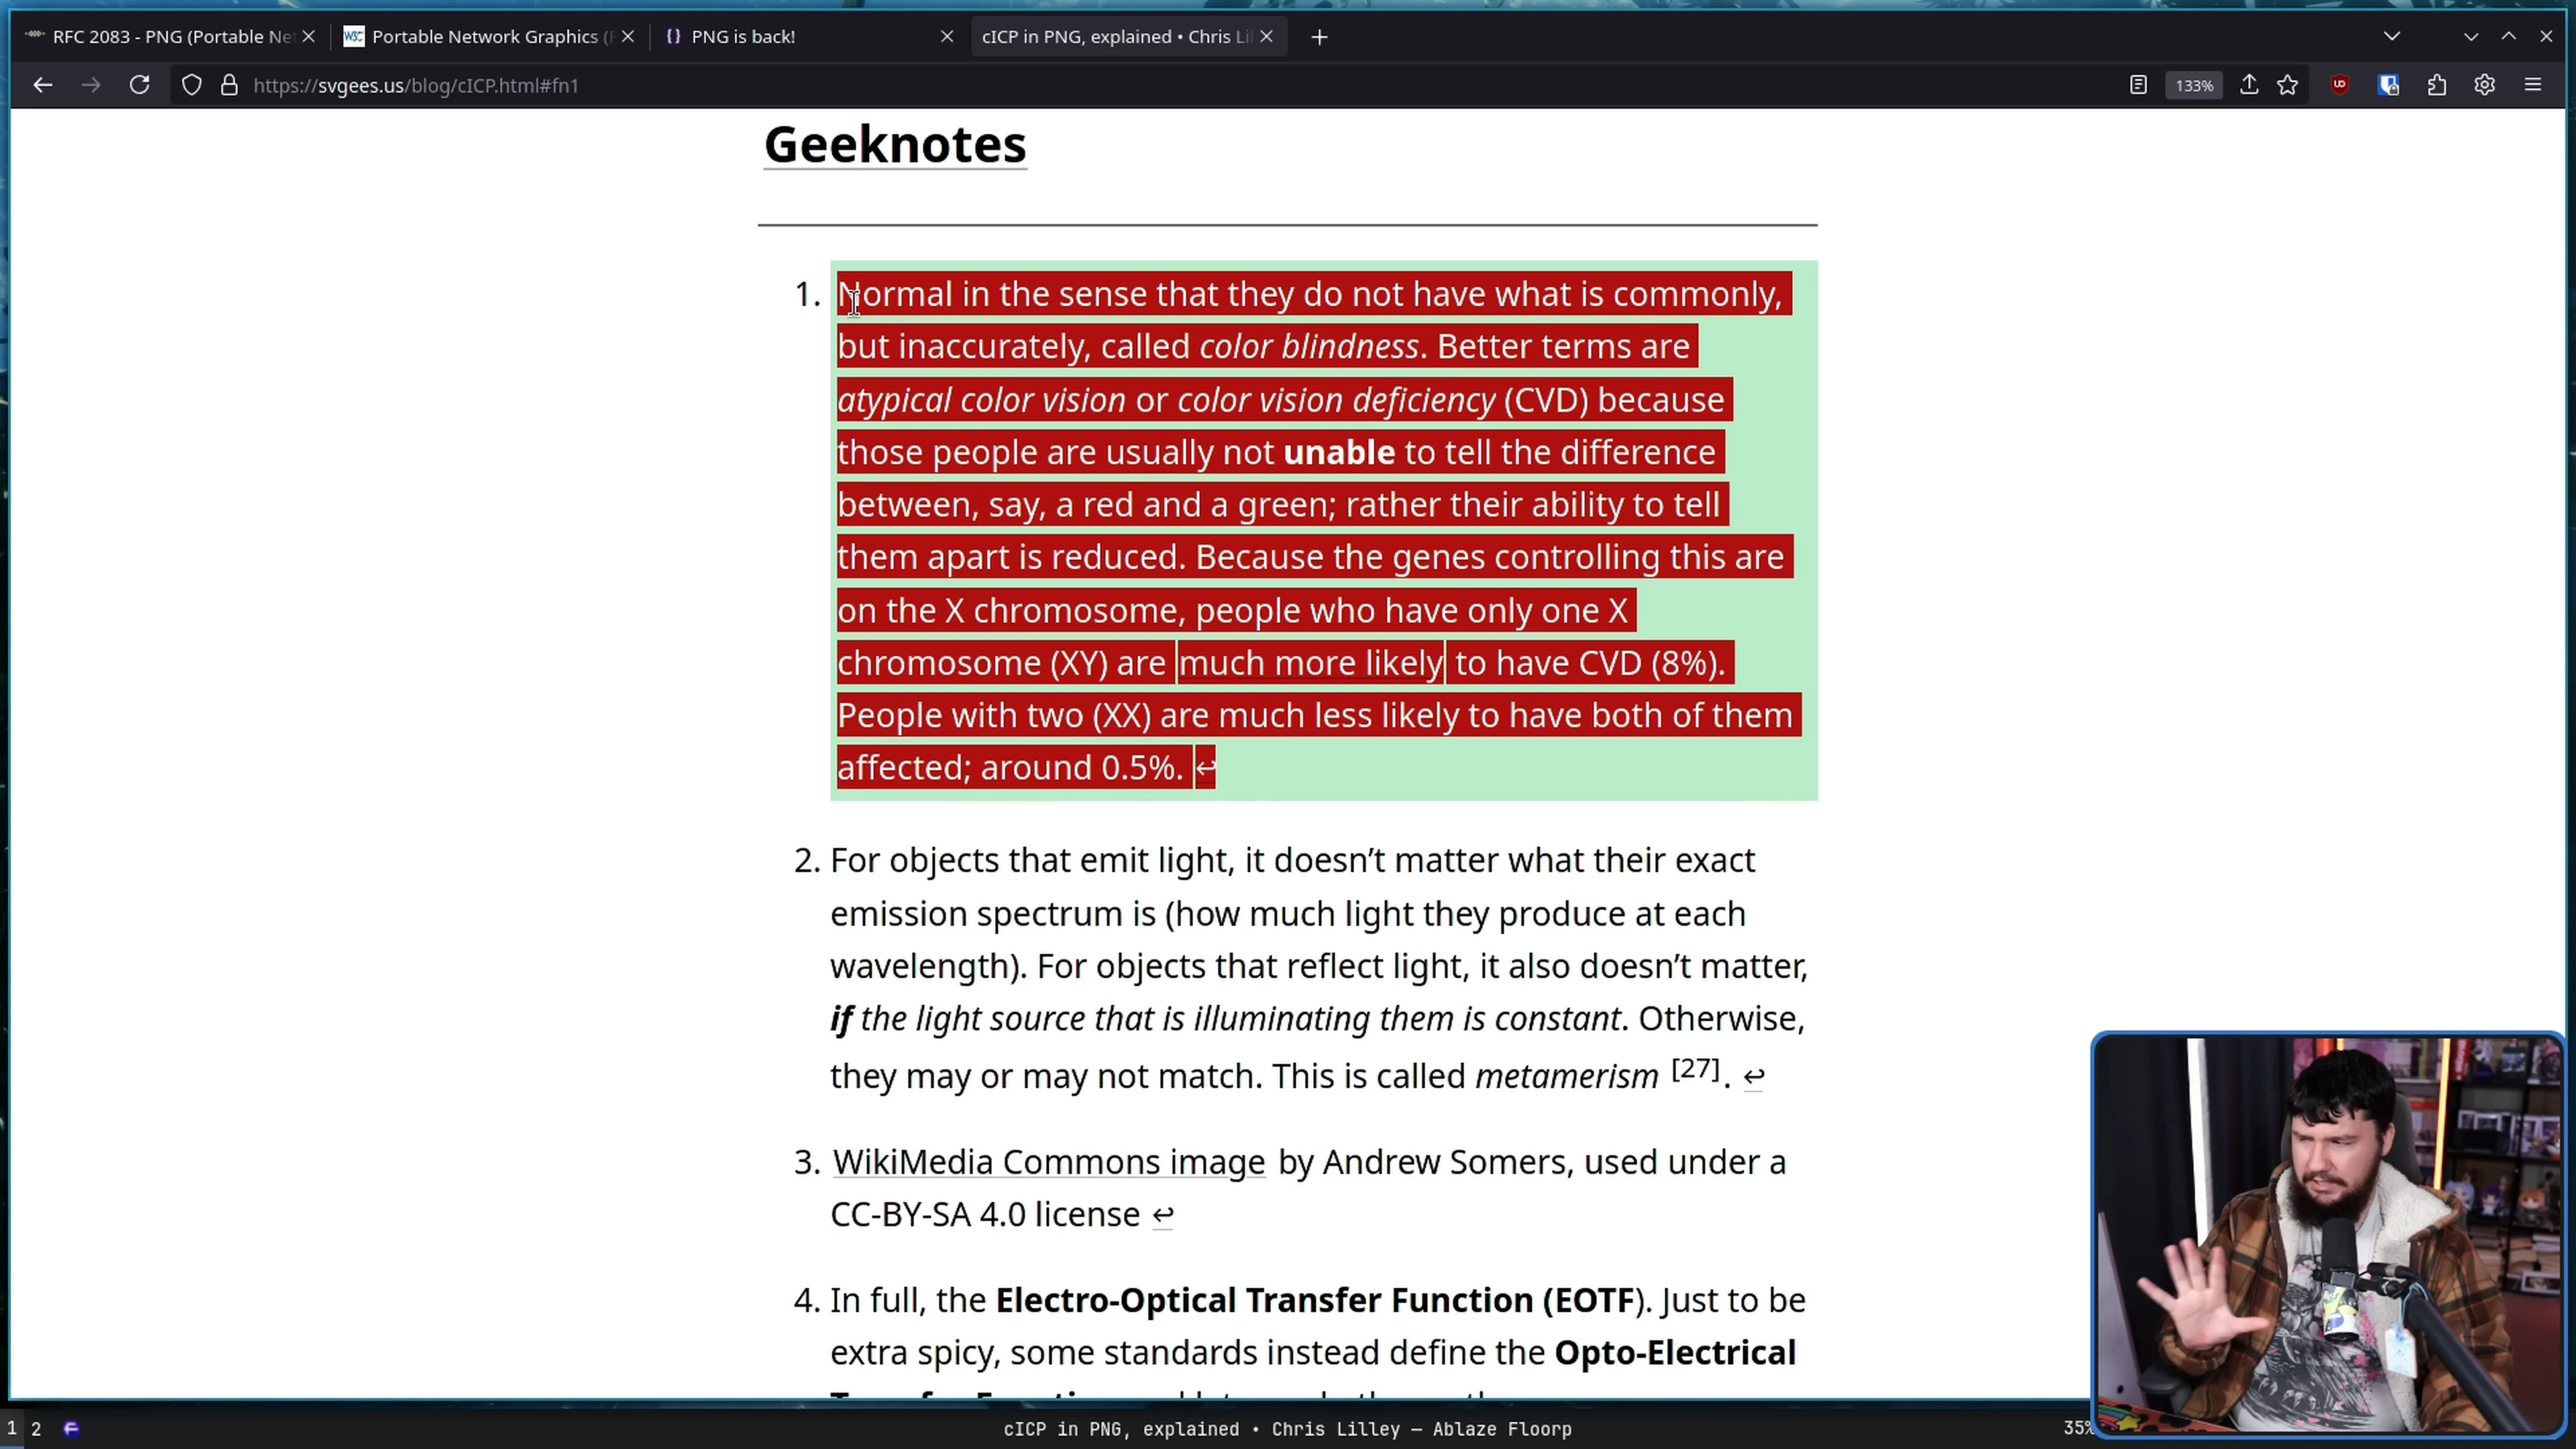 RFC 2083 - PNG (Portable Net
W3C
Portable Network Graphics (P
{} PNG is back!
cICP in PNG, explained • Chris Lil
https://svgees.us/blog/cICP.html#fn1
133%
Geeknotes
1. Normal in the sense that they do not have what is commonly,
but inaccurately, called color blindness. Better terms are
atypical color vision or color vision deficiency (CVD) because
those people are usually not unable to tell the difference
between, say, a red and a green; rather their ability to tell
them apart is reduced. Because the genes controlling this are
on the X chromosome, people who have only one X
chromosome (XY) are much more likely to have CVD (8%).
People with two (XX) are much less likely to have both of them
affected; around 0.5%. ↩
2. For objects that emit light, it doesn’t matter what their exact
emission spectrum is (how much light they produce at each
wavelength). For objects that reflect light, it also doesn’t matter,
if the light source that is illuminating them is constant. Otherwise,
they may or may not match. This is called metamerism [27]. ↩
3. WikiMedia Commons image by Andrew Somers, used under a
CC-BY-SA 4.0 license ↩
4. In full, the Electro-Optical Transfer Function (EOTF). Just to be
extra spicy, some standards instead define the Opto-Electrical
1 2
cICP in PNG, explained • Chris Lilley — Ablaze Floorp
35%